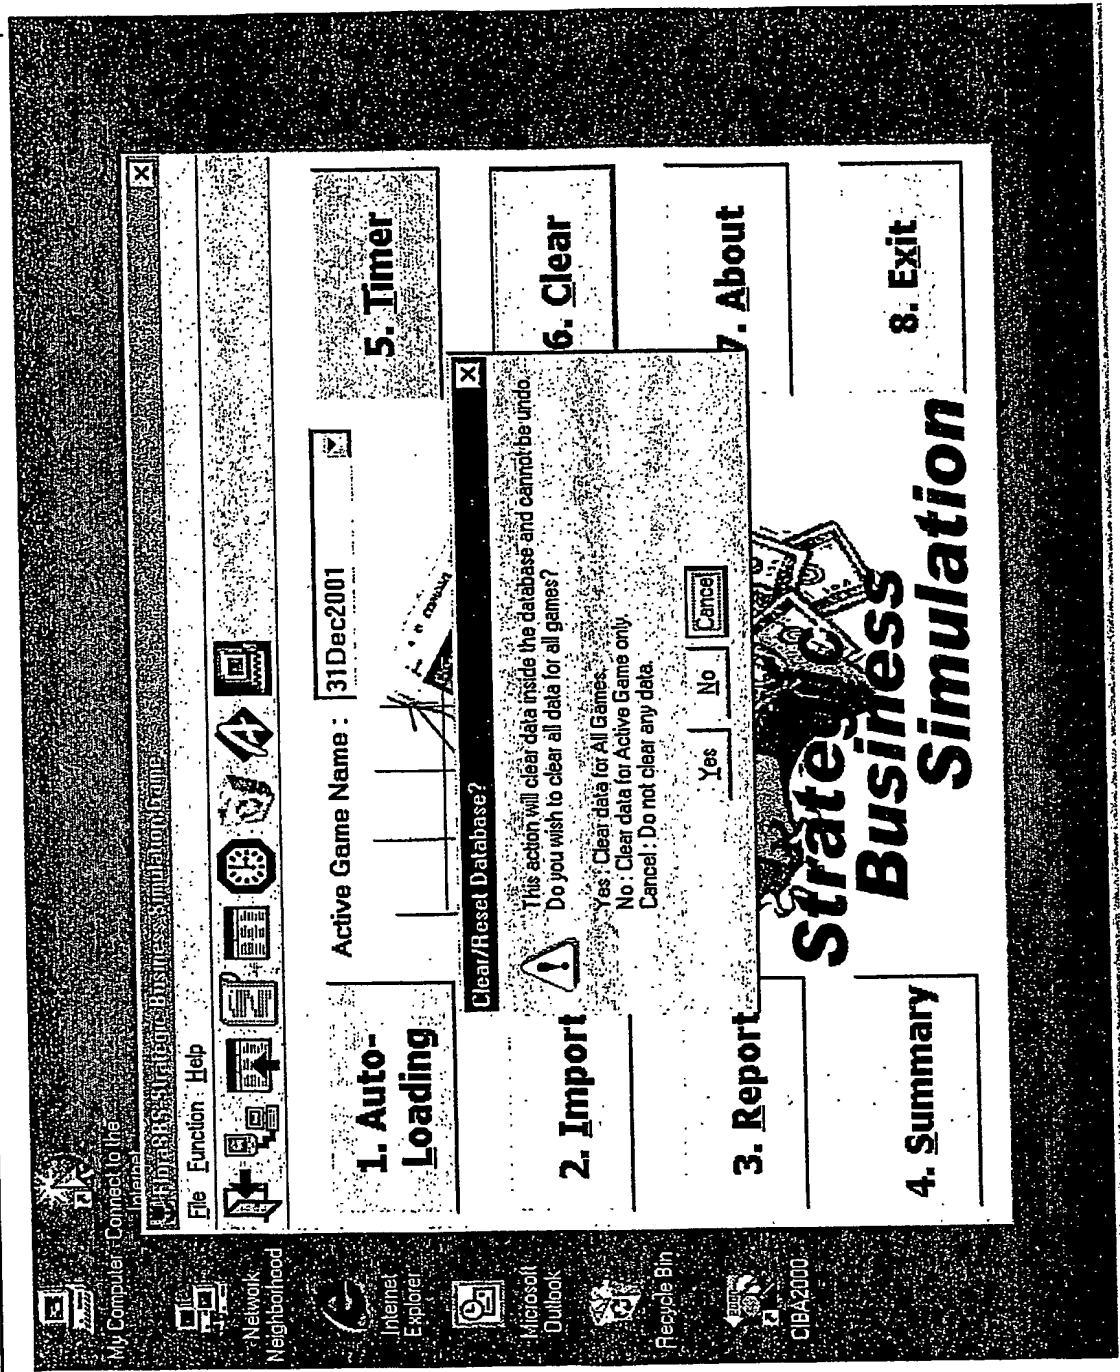 My Computer
Connect to the
Internet
Network
Neighborhood
Internet
Explorer
Microsoft
Outlook
Recycle Bin
CIBA2000
Strategic Business Simulation Game
File Function Help
Active Game Name : 31Dec2001
1. Auto-
Loading
2. Import
3. Report
4. Summary
5. Timer
6. Clear
7. About
8. Exit
Clear/Reset Database?
This action will clear data inside the database and cannot be undo.
Do you wish to clear all data for all games?
Yes : Clear data for All Games.
No : Clear data for Active Game only.
Cancel : Do not clear any data.
Yes
No
Cancel
Strategic
Business
Simulation